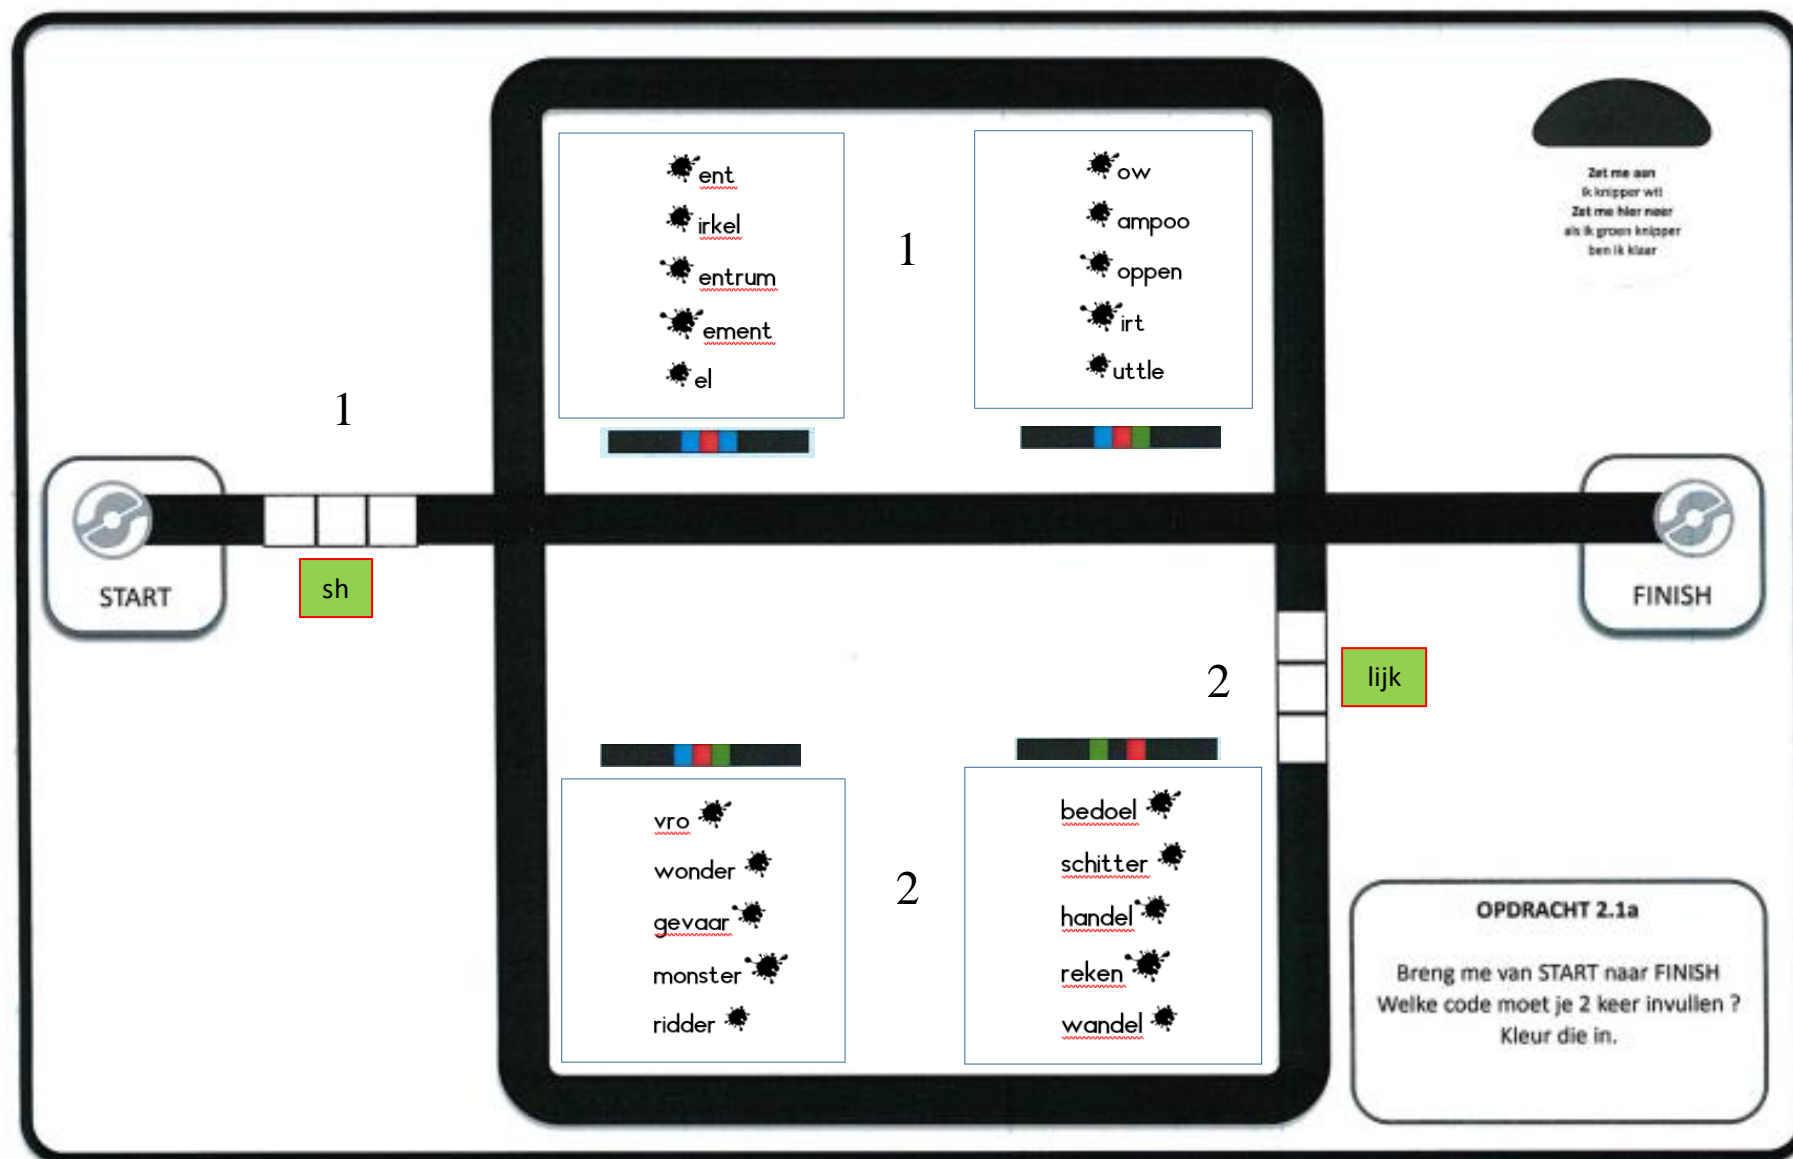 ent
irkel
entrum
ement
el
1
ow
ampoo
oppen
irt
uttle
Zet me aan
ik knipper wit
Zet me hier neer
als ik groen knipper
ben ik klaar
1
START
sh
FINISH
2
lijk
vro
wonder
gevaar
monster
ridder
2
bedoel
schitter
handel
reken
wandel
OPDRACHT 2.1a
Breng me van START naar FINISH
Welke code moet je 2 keer invullen ?
Kleur die in.